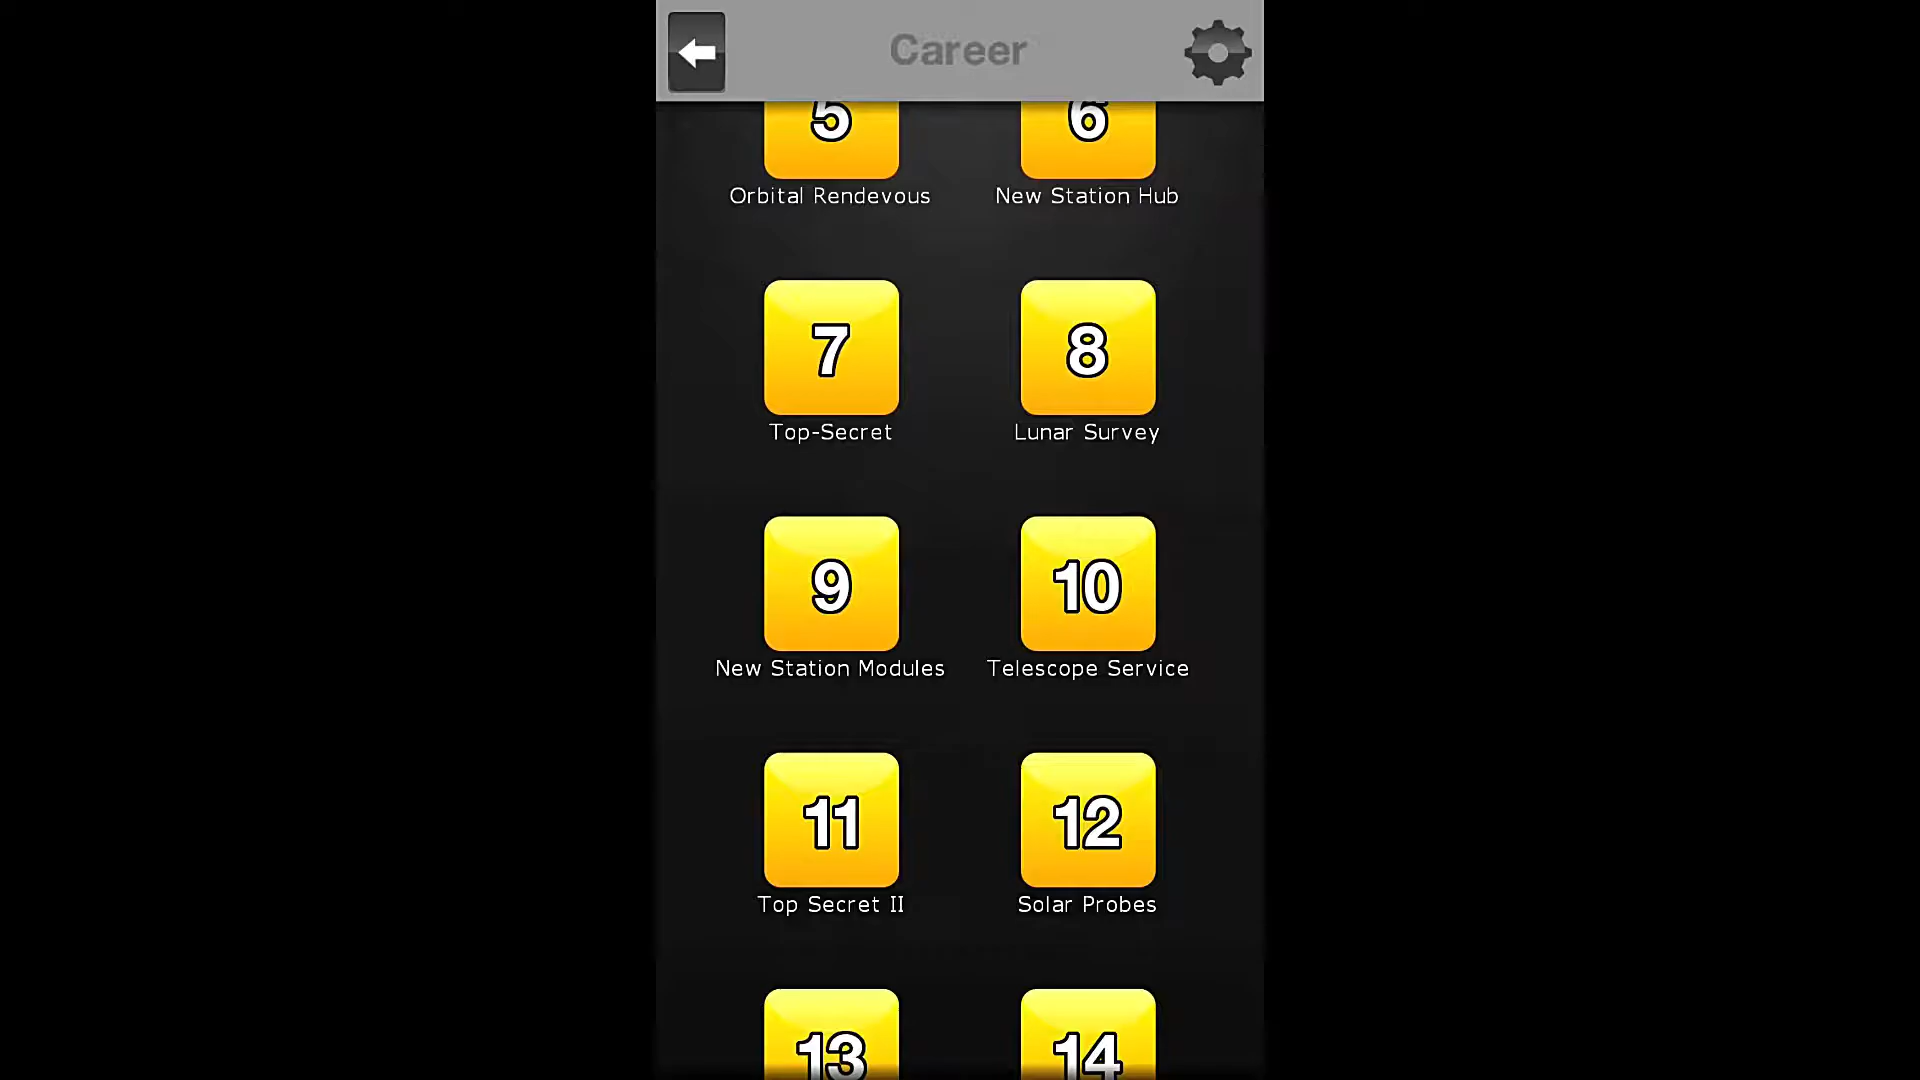 Career
5 6
Orbital Rendevous New Station Hub
7 8
Top-Secret Lunar Survey
9 10
New Station Modules Telescope Service
11 12
Top Secret II Solar Probes
13 14